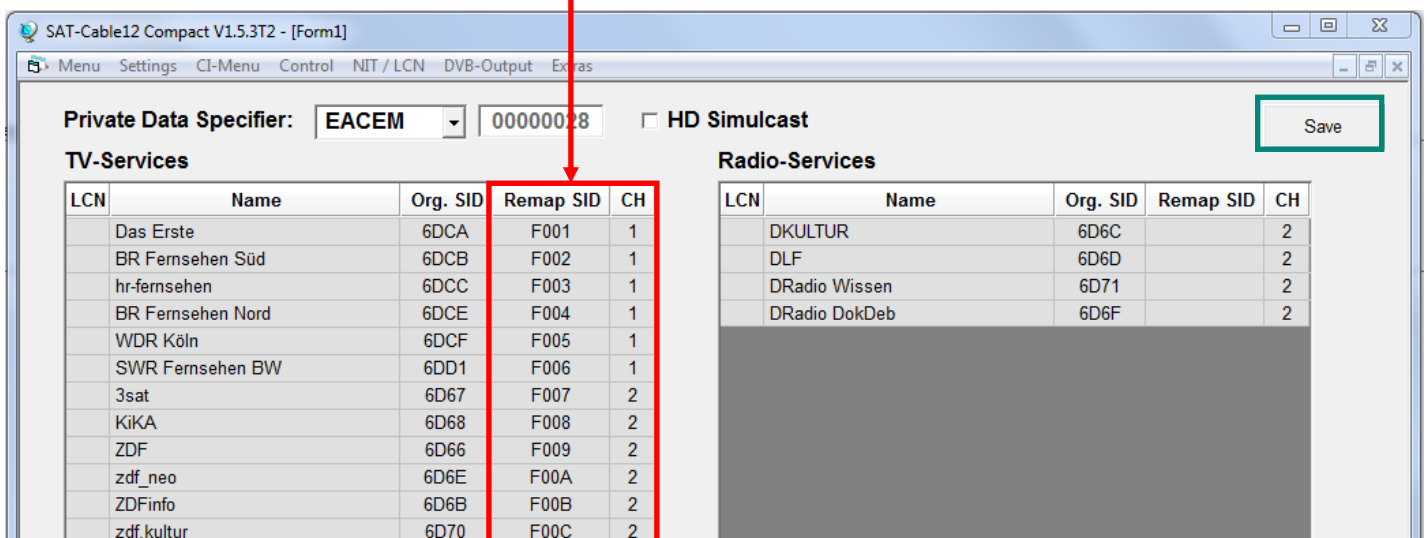 SAT-Cable12 Compact V1.5.3T2 - [Form1]
Menu Settings CI-Menu Control NIT / LCN DVB-Output Extras
Private Data Specifier: EACEM 00000028 HD Simulcast Save
TV-Services Radio-Services
LCN Name Org. SID Remap SID CH LCN Name Org. SID Remap SID CH
Das Erste 6DCA F001 1 DKULTUR 6D6C 2
BR Fernsehen Süd 6DCB F002 1 DLF 6D6D 2
hr-fernsehen 6DCC F003 1 DRadio Wissen 6D71 2
BR Fernsehen Nord 6DCE F004 1 DRadio DokDeb 6D6F 2
WDR Köln 6DCF F005 1
SWR Fernsehen BW 6DD1 F006 1
3sat 6D67 F007 2
KiKA 6D68 F008 2
ZDF 6D66 F009 2
zdf_neo 6D6E F00A 2
ZDFinfo 6D6B F00B 2
zdf.kultur 6D70 F00C 2